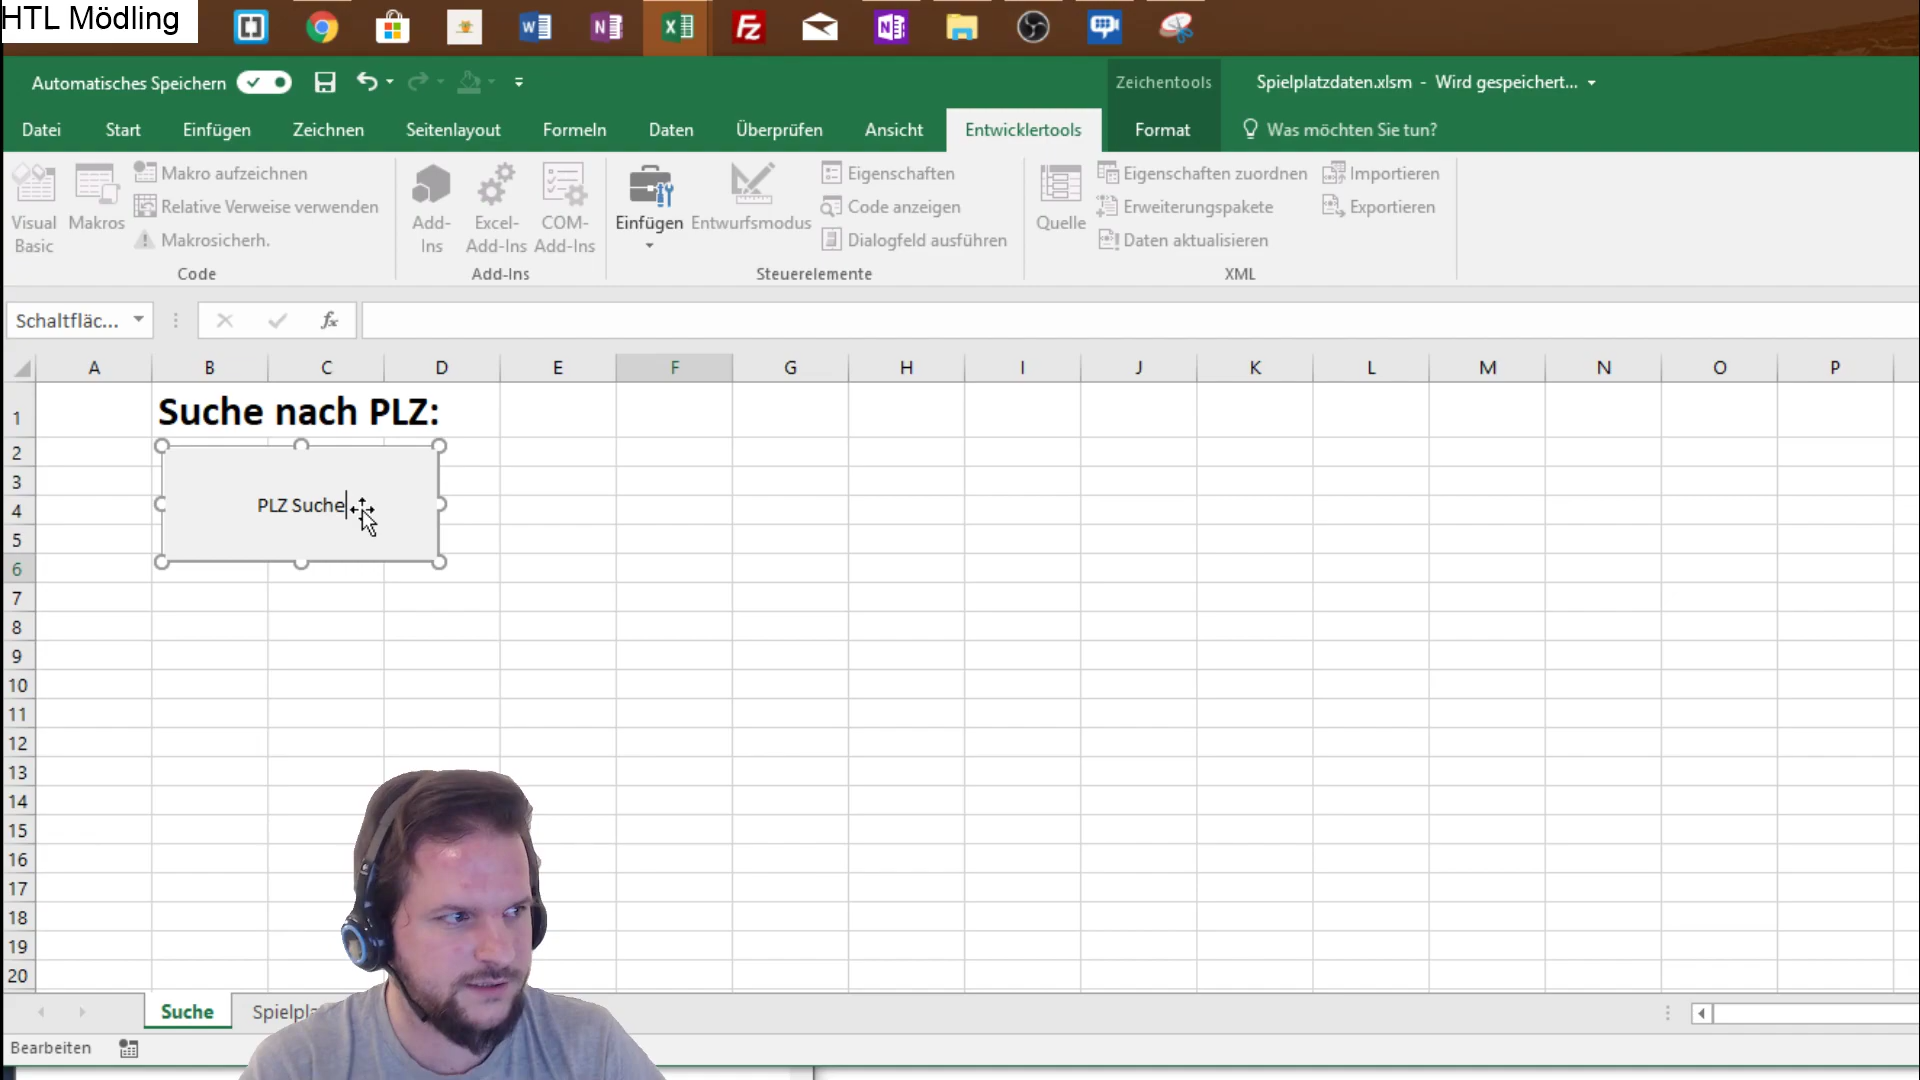 HTL Mödling
Automatisches Speichern
Zeichentools
Spielplatzdaten.xlsm - Wird gespeichert...
Datei Start Einfügen Zeichnen Seitenlayout Formeln Daten Überprüfen Ansicht Entwicklertools Format Was möchten Sie tun?
Visual Basic
Makros
Makro aufzeichnen
Relative Verweise verwenden
Makrosicherh.
Code
Add-Ins
Excel-Add-Ins
COM-Add-Ins
Add-Ins
Einfügen
Entwurfsmodus
Eigenschaften
Code anzeigen
Dialogfeld ausführen
Steuerelemente
Quelle
Eigenschaften zuordnen
Erweiterungspakete
Daten aktualisieren
Importieren
Exportieren
XML
Schaltfläc...
fx
A B C D E F G H I J K L M N O P
1 Suche nach PLZ:
2
3
4 PLZ Suche
5
6
7
8
9
10
11
12
13
14
15
16
17
18
19
20
Suche
Bearbeiten